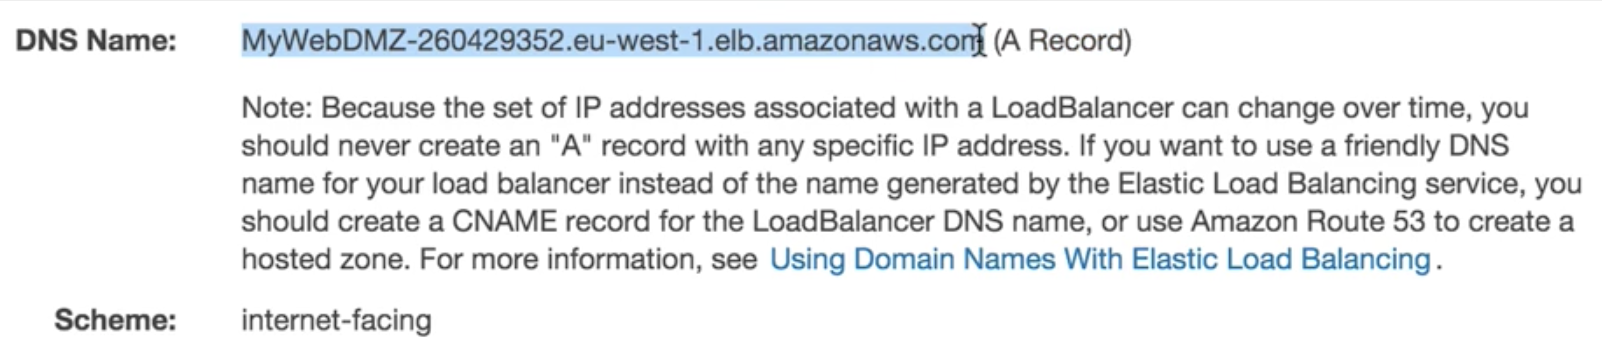 DNS Name: MyWebDMZ-260429352.eu-west-1.elb.amazonaws.com (A Record)
Note: Because the set of IP addresses associated with a LoadBalancer can change over time, you
should never create an "A" record with any specific IP address. If you want to use a friendly DNS
name for your load balancer instead of the name generated by the Elastic Load Balancing service, you
should create a CNAME record for the LoadBalancer DNS name, or use Amazon Route 53 to create a
hosted zone. For more information, see Using Domain Names With Elastic Load Balancing.
Scheme: internet-facing